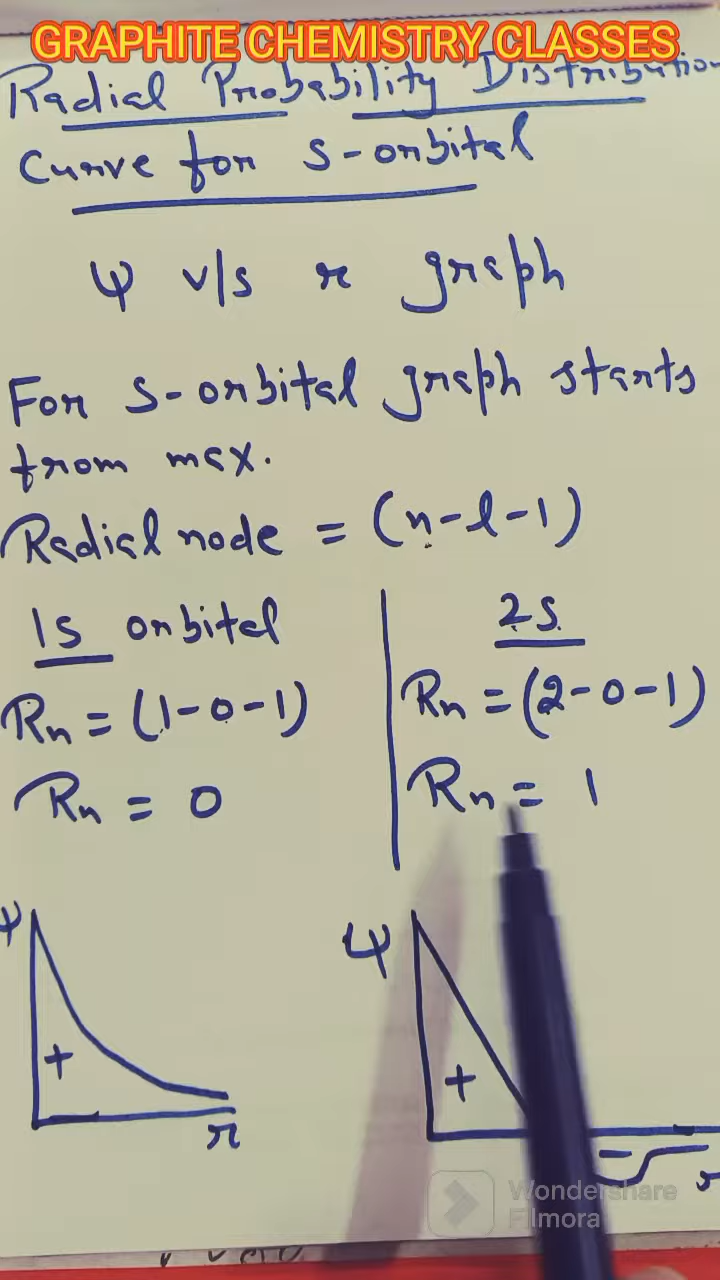 GRAPHITE CHEMISTRY CLASSES
Radial Probability Distribution
Curve for s-orbital
ψ v/s r graph
For s-orbital graph starts
from max.
Radial node = (n-l-1)
1s orbital
Rn = (1-0-1)
Rn = 0
2s
Rn = (2-0-1)
Rn = 1
ψ
+
r
ψ
+
-
r
Wondershare
Filmora